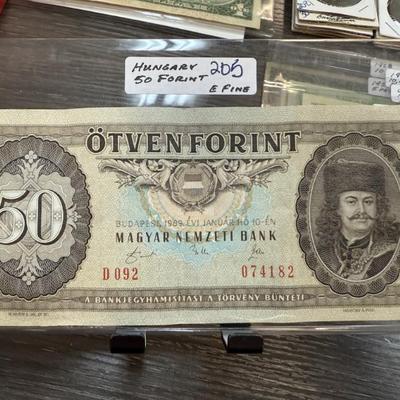 HUNGARY 205
50 FORINT
E FINE
ÖTVEN FORINT
50
BUDAPEST, 1989. ÉVI JANUÁR HÓ 10-ÉN
MAGYAR NEMZETI BANK
D 092 074182
A BANKJEGYHAMISÍTÁST A TÖRVÉNY BÜNTETI